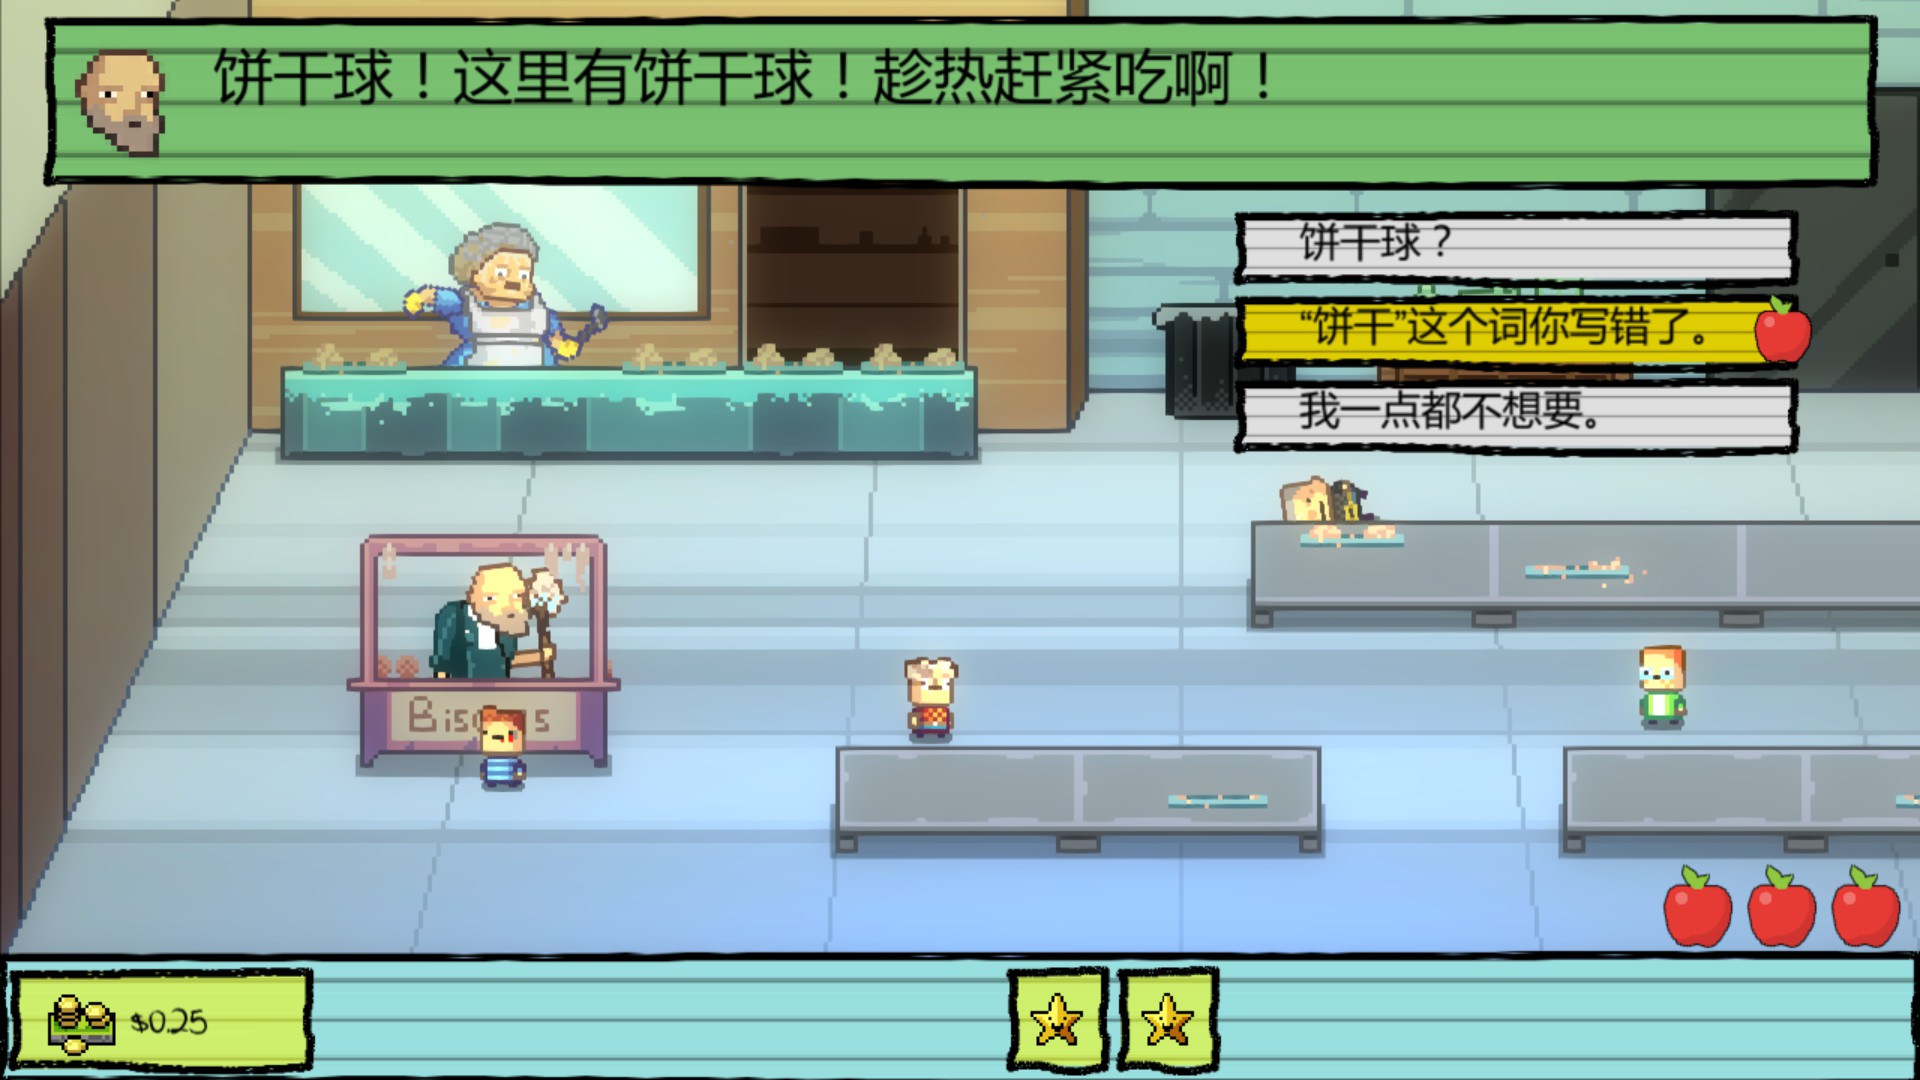 饼干球！这里有饼干球！趁热赶紧吃啊！
饼干球？
“饼干”这个词你写错了。
我一点都不想要。
$0.25